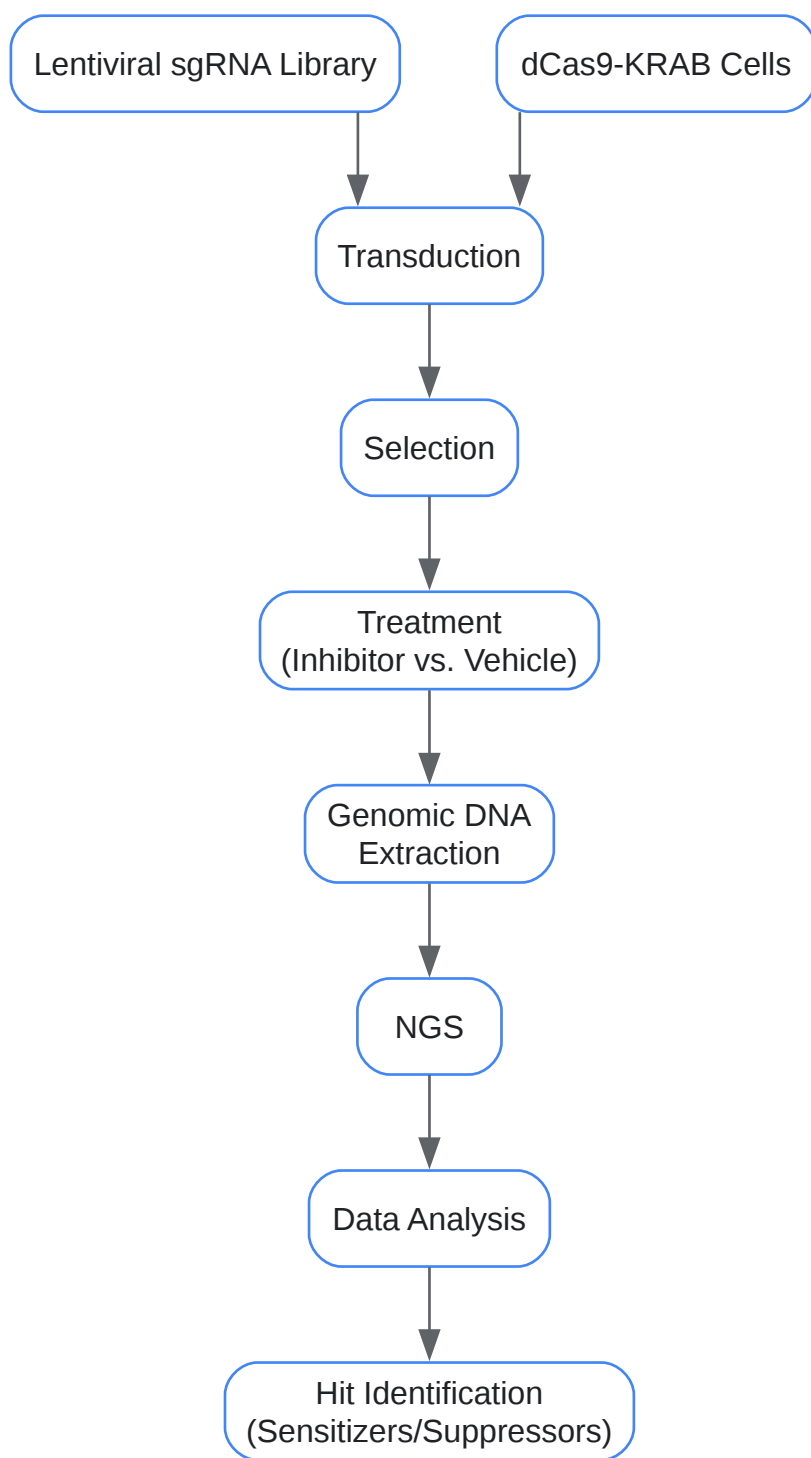 Lentiviral sgRNA Library
dCas9-KRAB Cells
Transduction
Selection
Treatment
(Inhibitor vs. Vehicle)
Genomic DNA
Extraction
NGS
Data Analysis
Hit Identification
(Sensitizers/Suppressors)